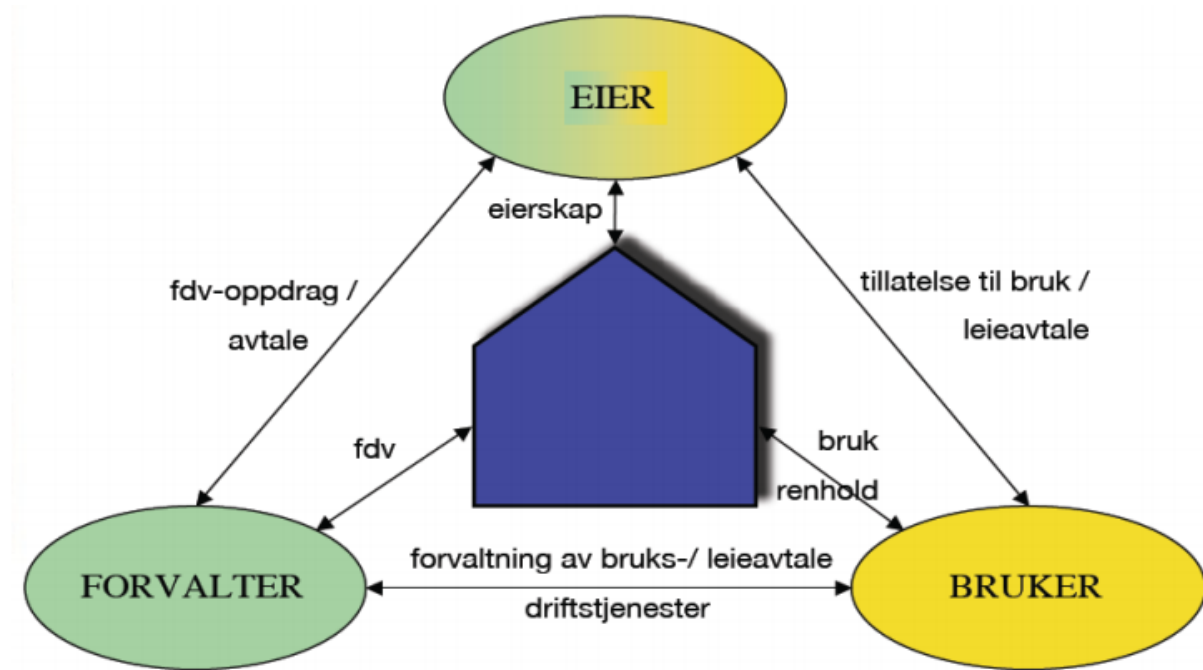 EIER
eierskap
fdv-oppdrag /
avtale
tillatelse til bruk /
leieavtale
fdv
bruk
renhold
FORVALTER
forvaltning av bruks-/ leieavtale
driftstjenester
BRUKER